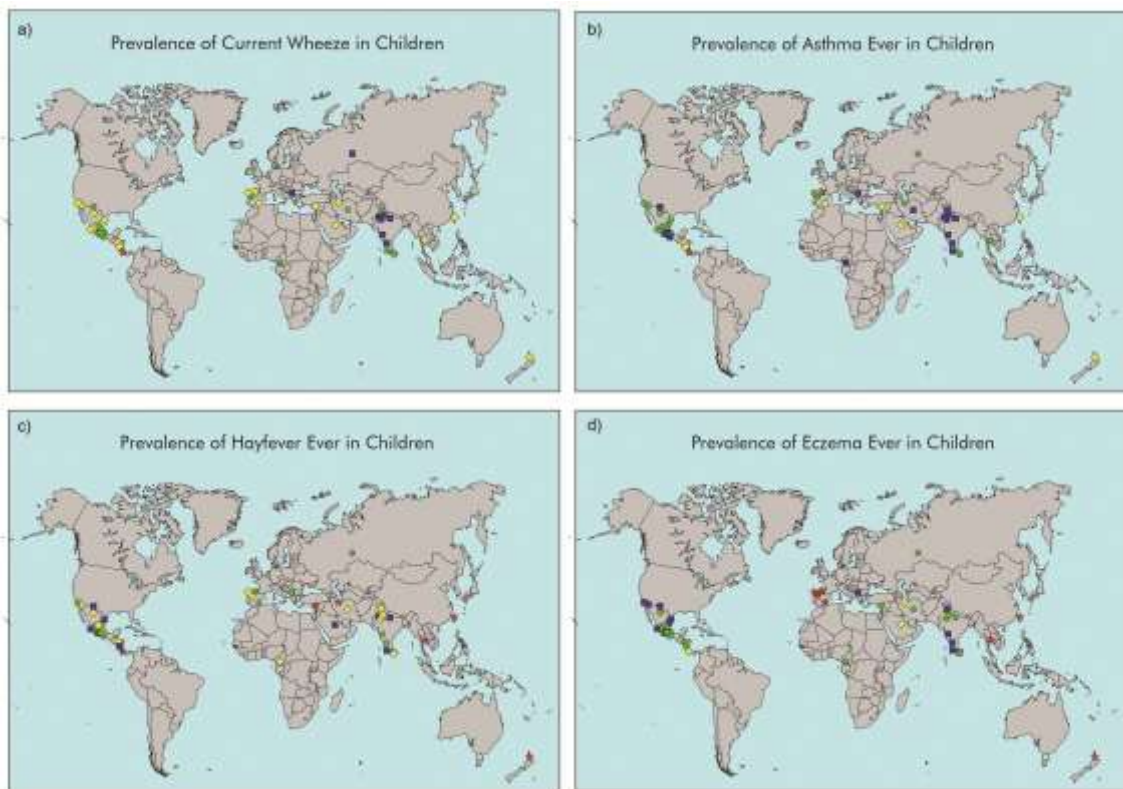 a)
Prevalence of Current Wheeze in Children
b)
Prevalence of Asthma Ever in Children
c)
Prevalence of Hayfever Ever in Children
d)
Prevalence of Eczema Ever in Children